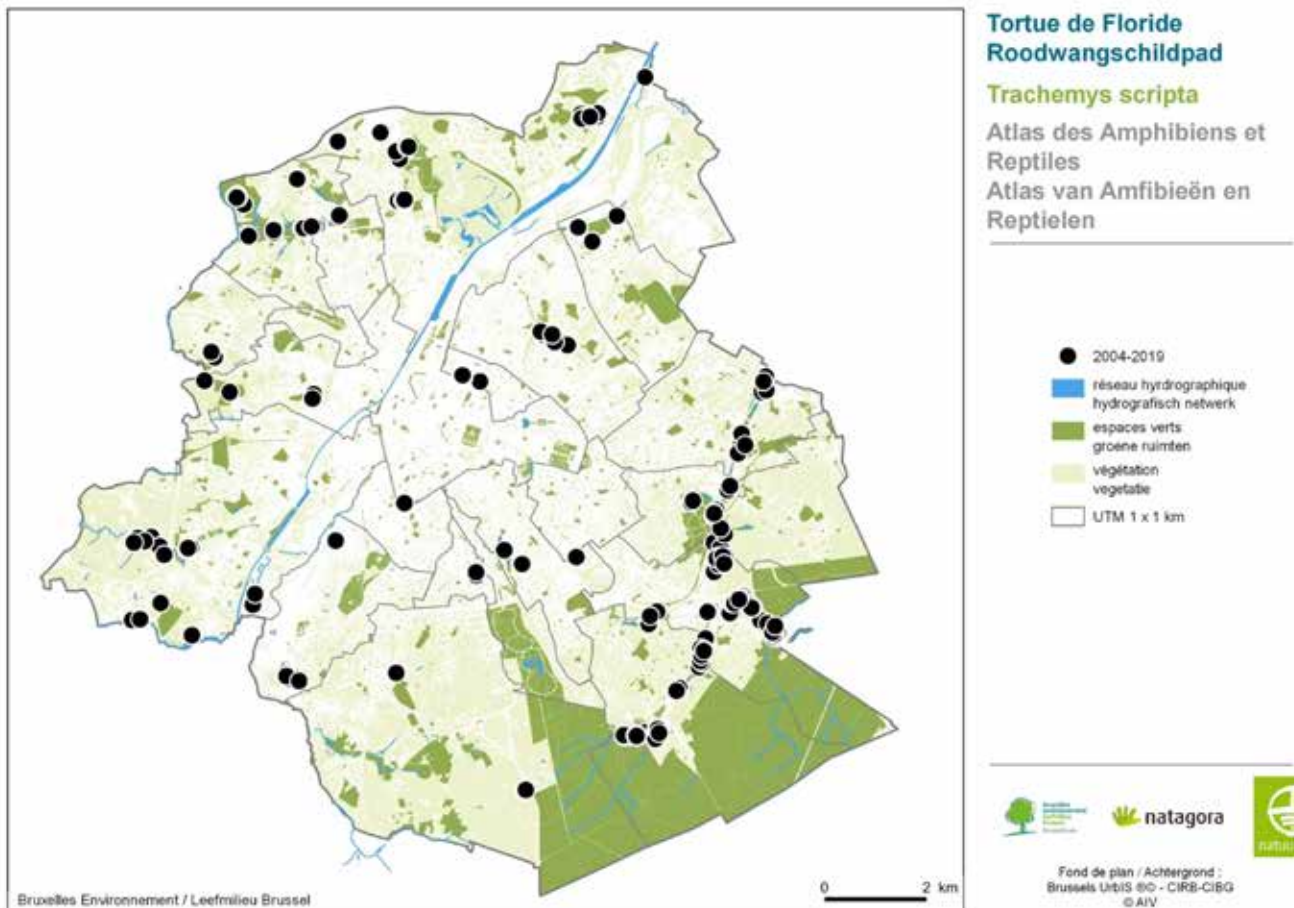 Tortue de Floride
Roodwangschildpad
Trachemys scripta
Atlas des Amphibiens et
Reptiles
Atlas van Amfibieën en
Reptielen
2004-2019
réseau hyrdrographique
hydrografisch netwerk
espaces verts
groene ruimten
végétation
vegetatie
UTM 1 x 1 km
natagora
Fond de plan / Achtergrond :
Brussels UrbIS ®© - CIRB-CIBG
© AIV
0 2 km
Bruxelles Environnement / Leefmilieu Brussel